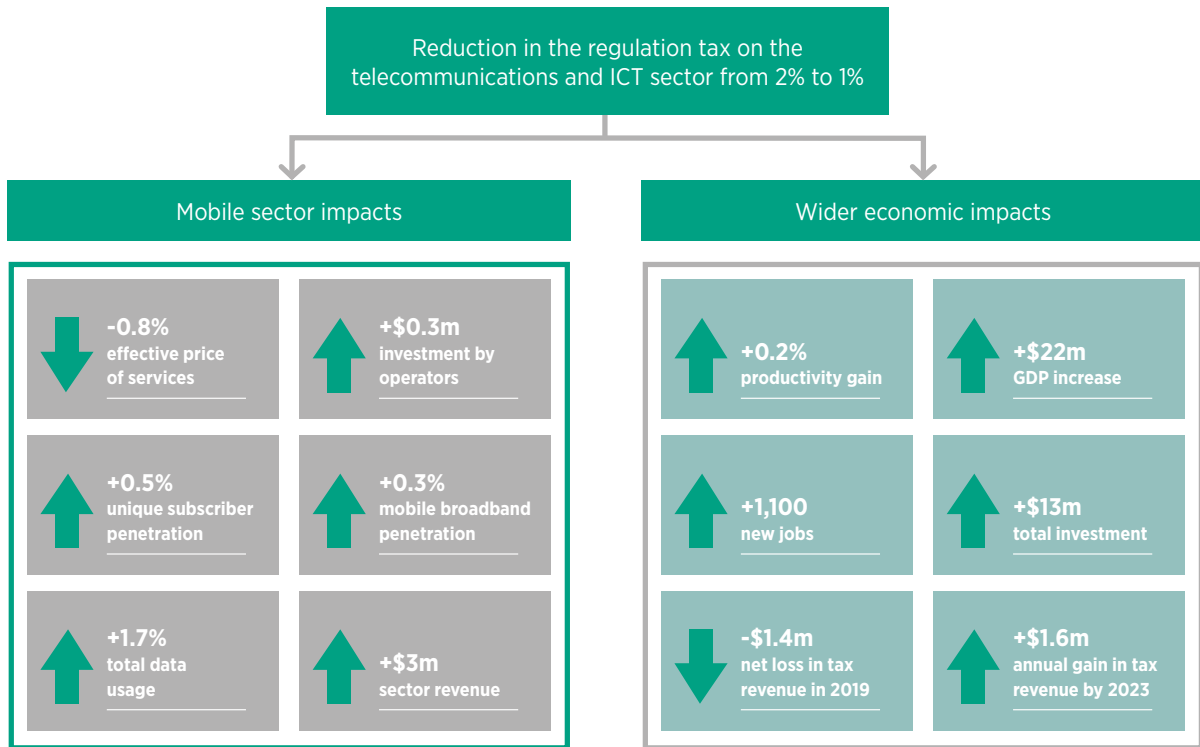 Reduction in the regulation tax on the
telecommunications and ICT sector from 2% to 1%
Mobile sector impacts
-0.8%
effective price
of services
+$0.3m
investment by
operators
+0.5%
unique subscriber
penetration
+0.3%
mobile broadband
penetration
+1.7%
total data
usage
+$3m
sector revenue
Wider economic impacts
+0.2%
productivity gain
+$22m
GDP increase
+1,100
new jobs
+$13m
total investment
-$1.4m
net loss in tax
revenue in 2019
+$1.6m
annual gain in tax
revenue by 2023